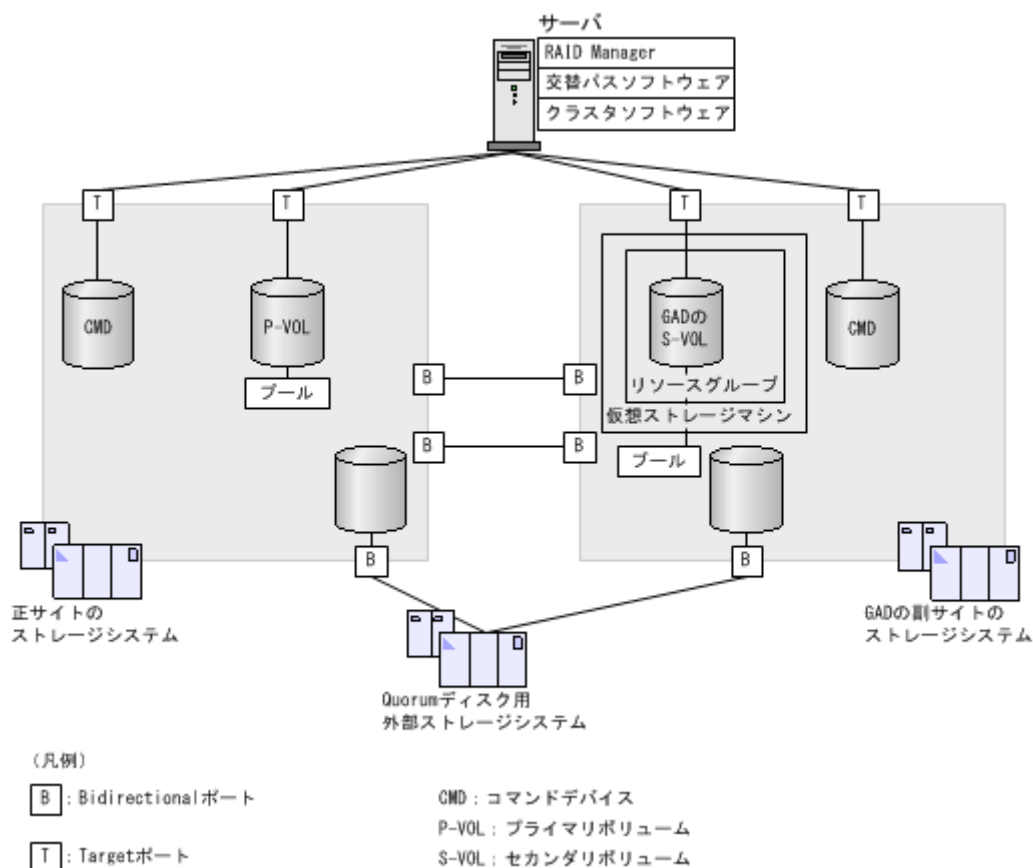 サーバ
RAID Manager
交替パスソフトウェア
クラスタソフトウェア
T
T
T
T
CMD
P-VOL
GADの
S-VOL
CMD
プール
リソースグループ
仮想ストレージマシン
B
B
B
B
プール
B
B
正サイトの
ストレージシステム
GADの副サイトの
ストレージシステム
Quorumディスク用
外部ストレージシステム
(凡例)
B : Bidirectionalポート
CMD : コマンドデバイス
P-VOL : プライマリボリューム
T : Targetポート
S-VOL : セカンダリボリューム